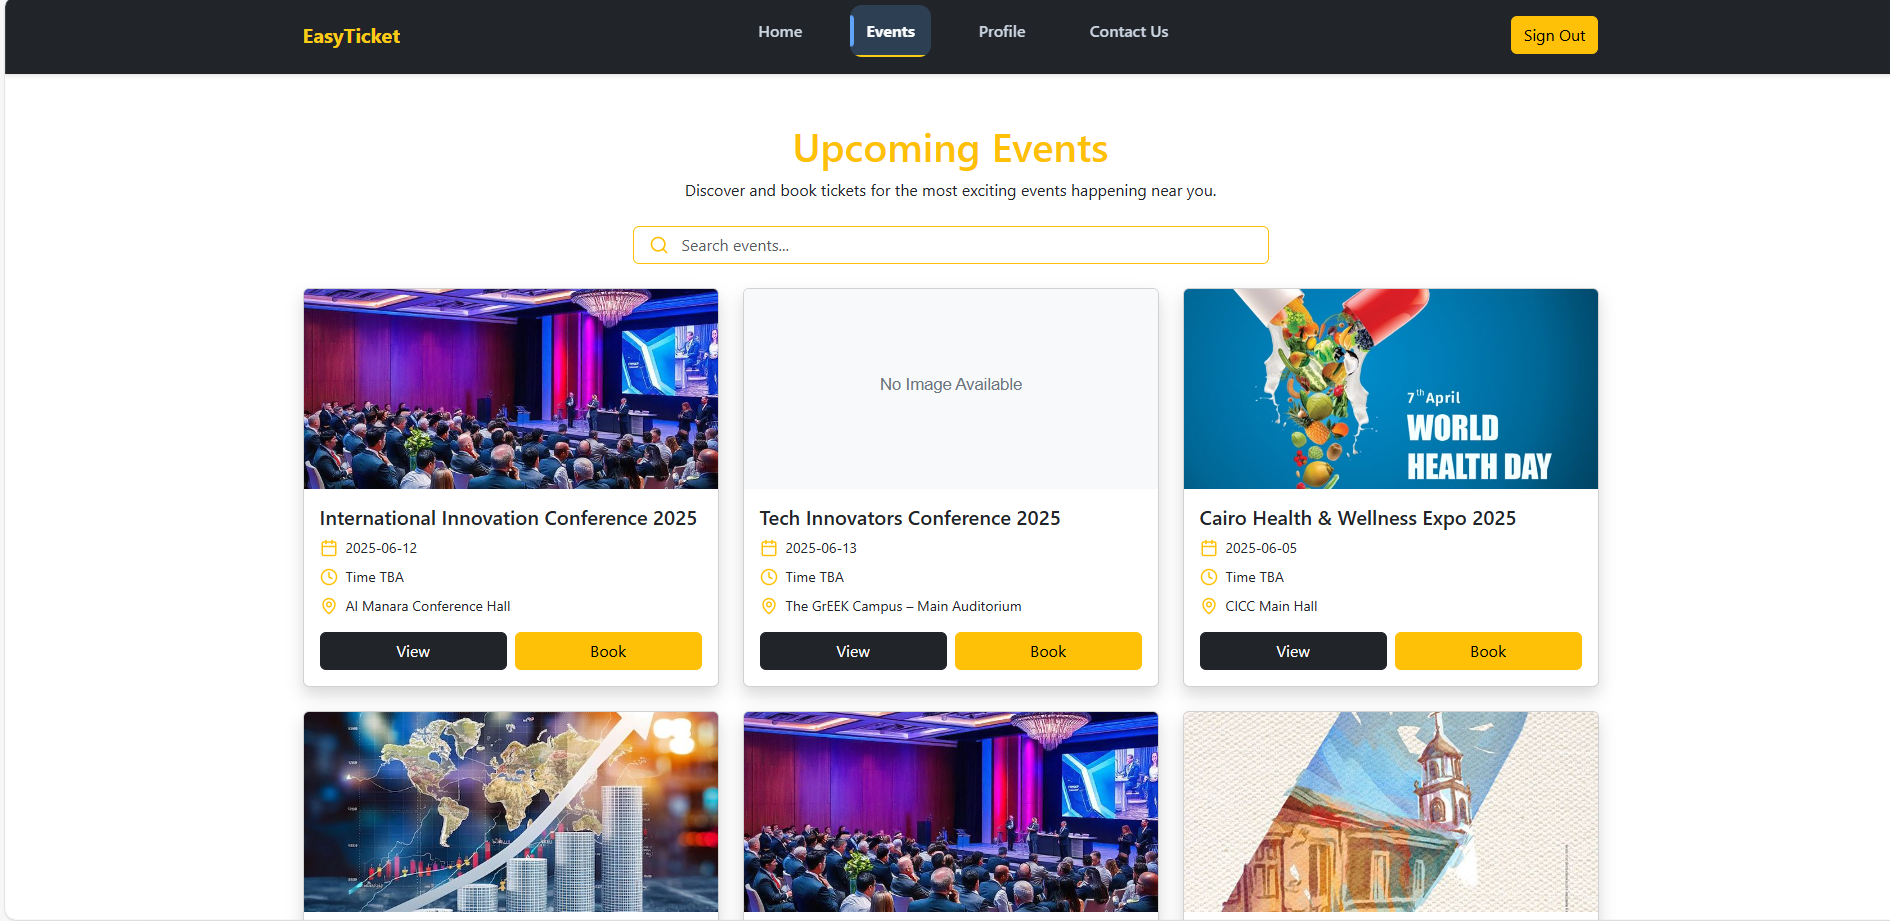 EasyTicket
Home
Events
Profile
Contact Us
Sign Out
Upcoming Events
Discover and book tickets for the most exciting events happening near you.
Search events...
No Image Available
7th April
WORLD
HEALTH DAY
International Innovation Conference 2025
2025-06-12
Time TBA
Al Manara Conference Hall
View
Book
Tech Innovators Conference 2025
2025-06-13
Time TBA
The GrEEK Campus – Main Auditorium
View
Book
Cairo Health & Wellness Expo 2025
2025-06-05
Time TBA
CICC Main Hall
View
Book